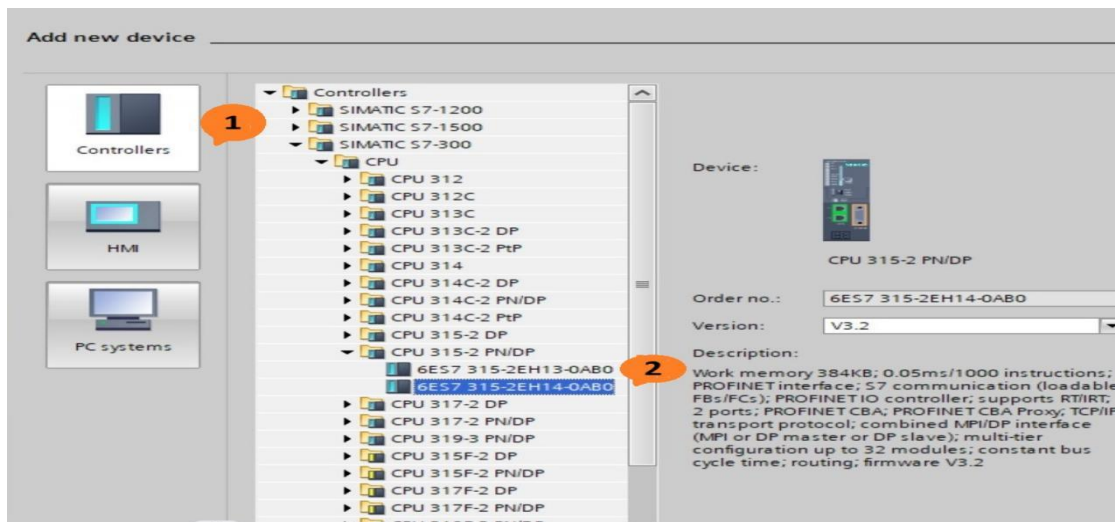 Add new device
1
Controllers
HMI
PC systems
Controllers
SIMATIC S7-1200
SIMATIC S7-1500
SIMATIC S7-300
CPU
CPU 312
CPU 312C
CPU 313C
CPU 313C-2 DP
CPU 313C-2 PtP
CPU 314
CPU 314C-2 DP
CPU 314C-2 PN/DP
CPU 314C-2 PtP
CPU 315-2 DP
CPU 315-2 PN/DP
6ES7 315-2EH13-0AB0
2
6ES7 315-2EH14-0AB0
CPU 317-2 DP
CPU 317-2 PN/DP
CPU 319-3 PN/DP
CPU 315F-2 DP
CPU 315F-2 PN/DP
CPU 317F-2 DP
CPU 317F-2 PN/DP
Device:
CPU 315-2 PN/DP
Order no.: 6ES7 315-2EH14-0AB0
Version: V3.2
Description:
Work memory 384KB; 0.05ms/1000 instructions;
PROFINET interface; S7 communication (loadable
FBs/FCs); PROFINET IO controller; supports RT/IRT;
2 ports; PROFINET CBA; PROFINET CBA Proxy; TCP/IP
transport protocol; combined MPI/DP interface
(MPI or DP master or DP slave); multi-tier
configuration up to 32 modules; constant bus
cycle time; routing; firmware V3.2